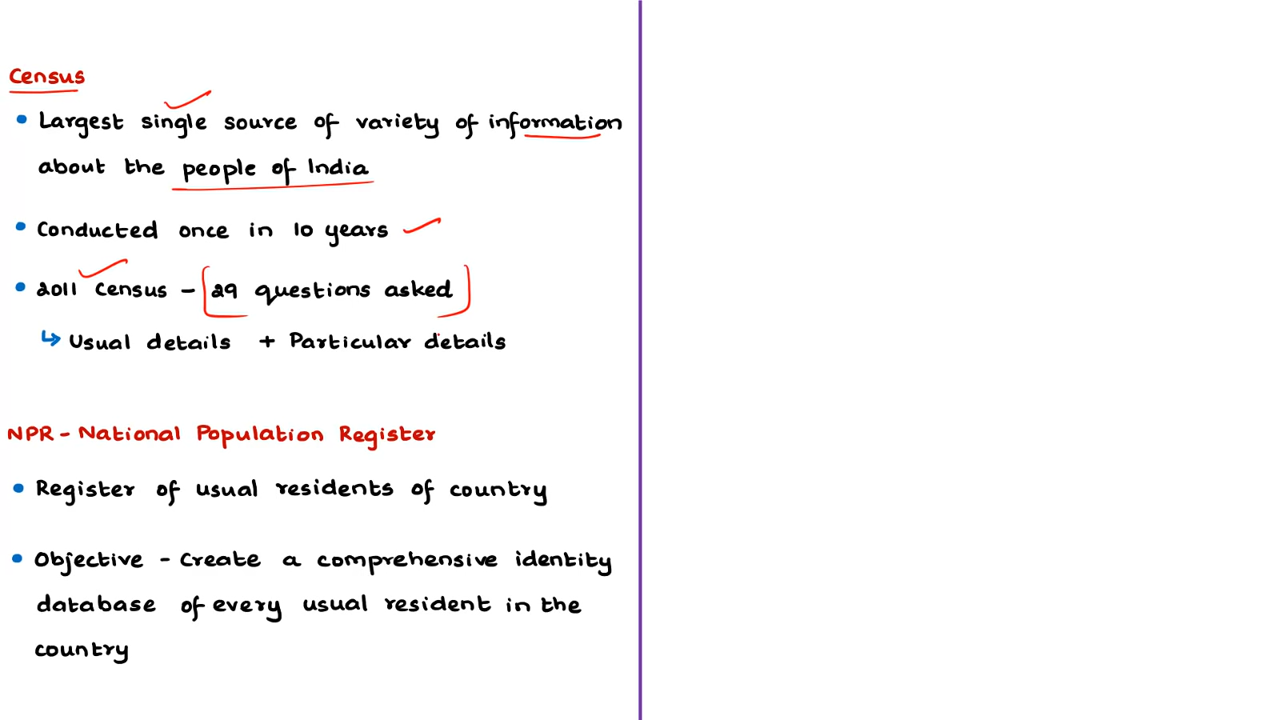 Census
• Largest single source of variety of information
about the people of India
• Conducted once in 10 years
• 2011 Census - 29 questions asked
↳ Usual details + Particular details
NPR - National Population Register
• Register of usual residents of country
• Objective - Create a comprehensive identity
database of every usual resident in the
country